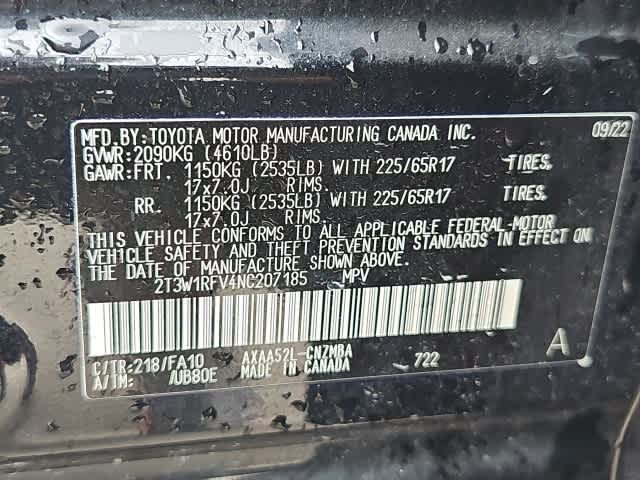 MFD.BY:TOYOTA MOTOR MANUFACTURING CANADA INC. 09/22
GVWR:2090KG (4610LB)
GAWR:FRT. 1150KG (2535LB) WITH 225/65R17 TIRES,
17x7.0J RIMS.
RR. 1150KG (2535LB) WITH 225/65R17 TIRES,
17x7.0J RIMS.
THIS VEHICLE CONFORMS TO ALL APPLICABLE FEDERAL MOTOR
VEHICLE SAFETY AND THEFT PREVENTION STANDARDS IN EFFECT ON
THE DATE OF MANUFACTURE SHOWN ABOVE.
2T3W1RFV4NC207185 MPV
C/TR:218/FA10 AXAA52L-CNZMBA 722 A
A/TM: /UB80E MADE IN CANADA